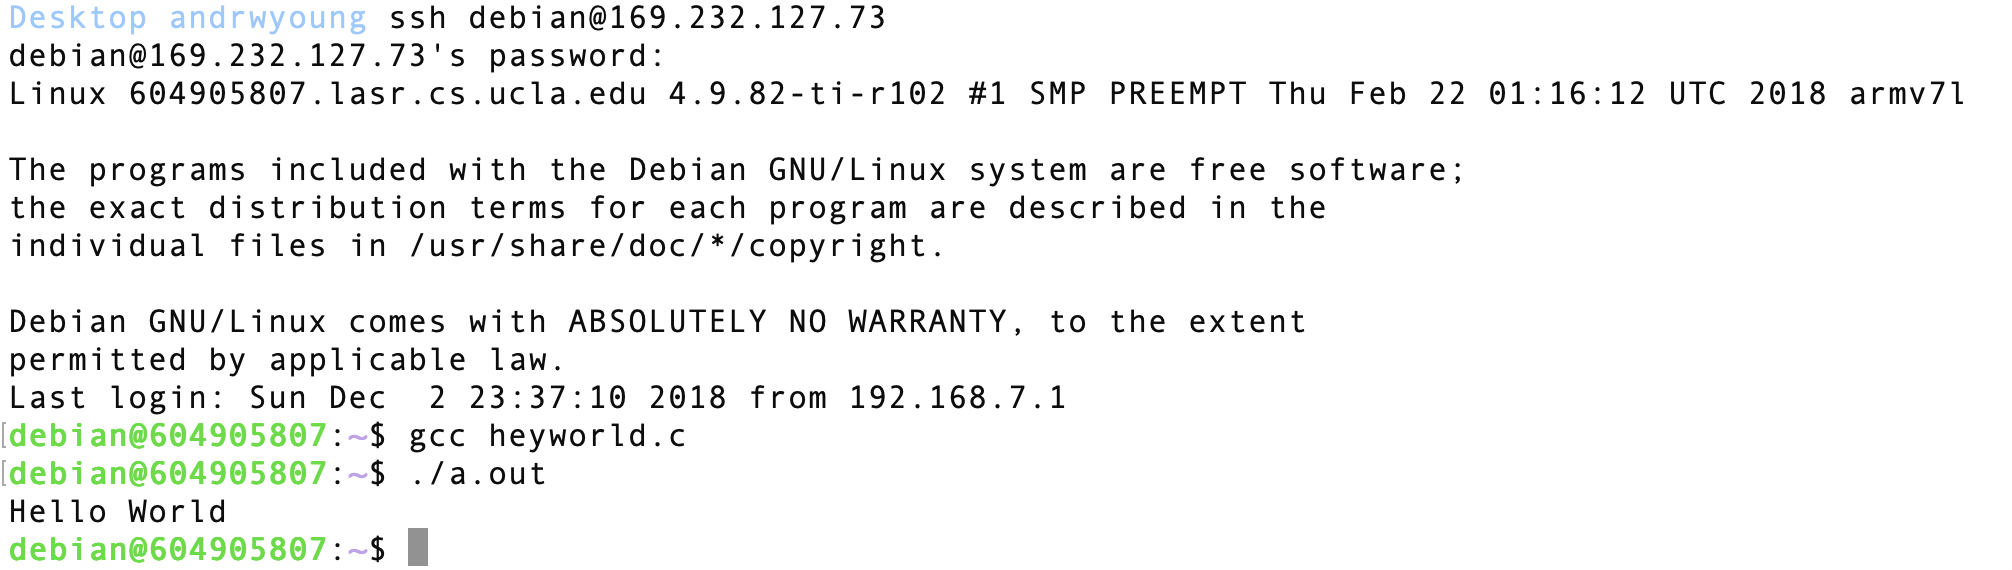 Desktop andrwyoung ssh debian@169.232.127.73
debian@169.232.127.73's password:
Linux 604905807.lasr.cs.ucla.edu 4.9.82-ti-r102 #1 SMP PREEMPT Thu Feb 22 01:16:12 UTC 2018 armv7l
The programs included with the Debian GNU/Linux system are free software;
the exact distribution terms for each program are described in the
individual files in /usr/share/doc/*/copyright.
Debian GNU/Linux comes with ABSOLUTELY NO WARRANTY, to the extent
permitted by applicable law.
Last login: Sun Dec  2 23:37:10 2018 from 192.168.7.1
[debian@604905807:~$ gcc heyworld.c
[debian@604905807:~$ ./a.out
Hello World
debian@604905807:~$